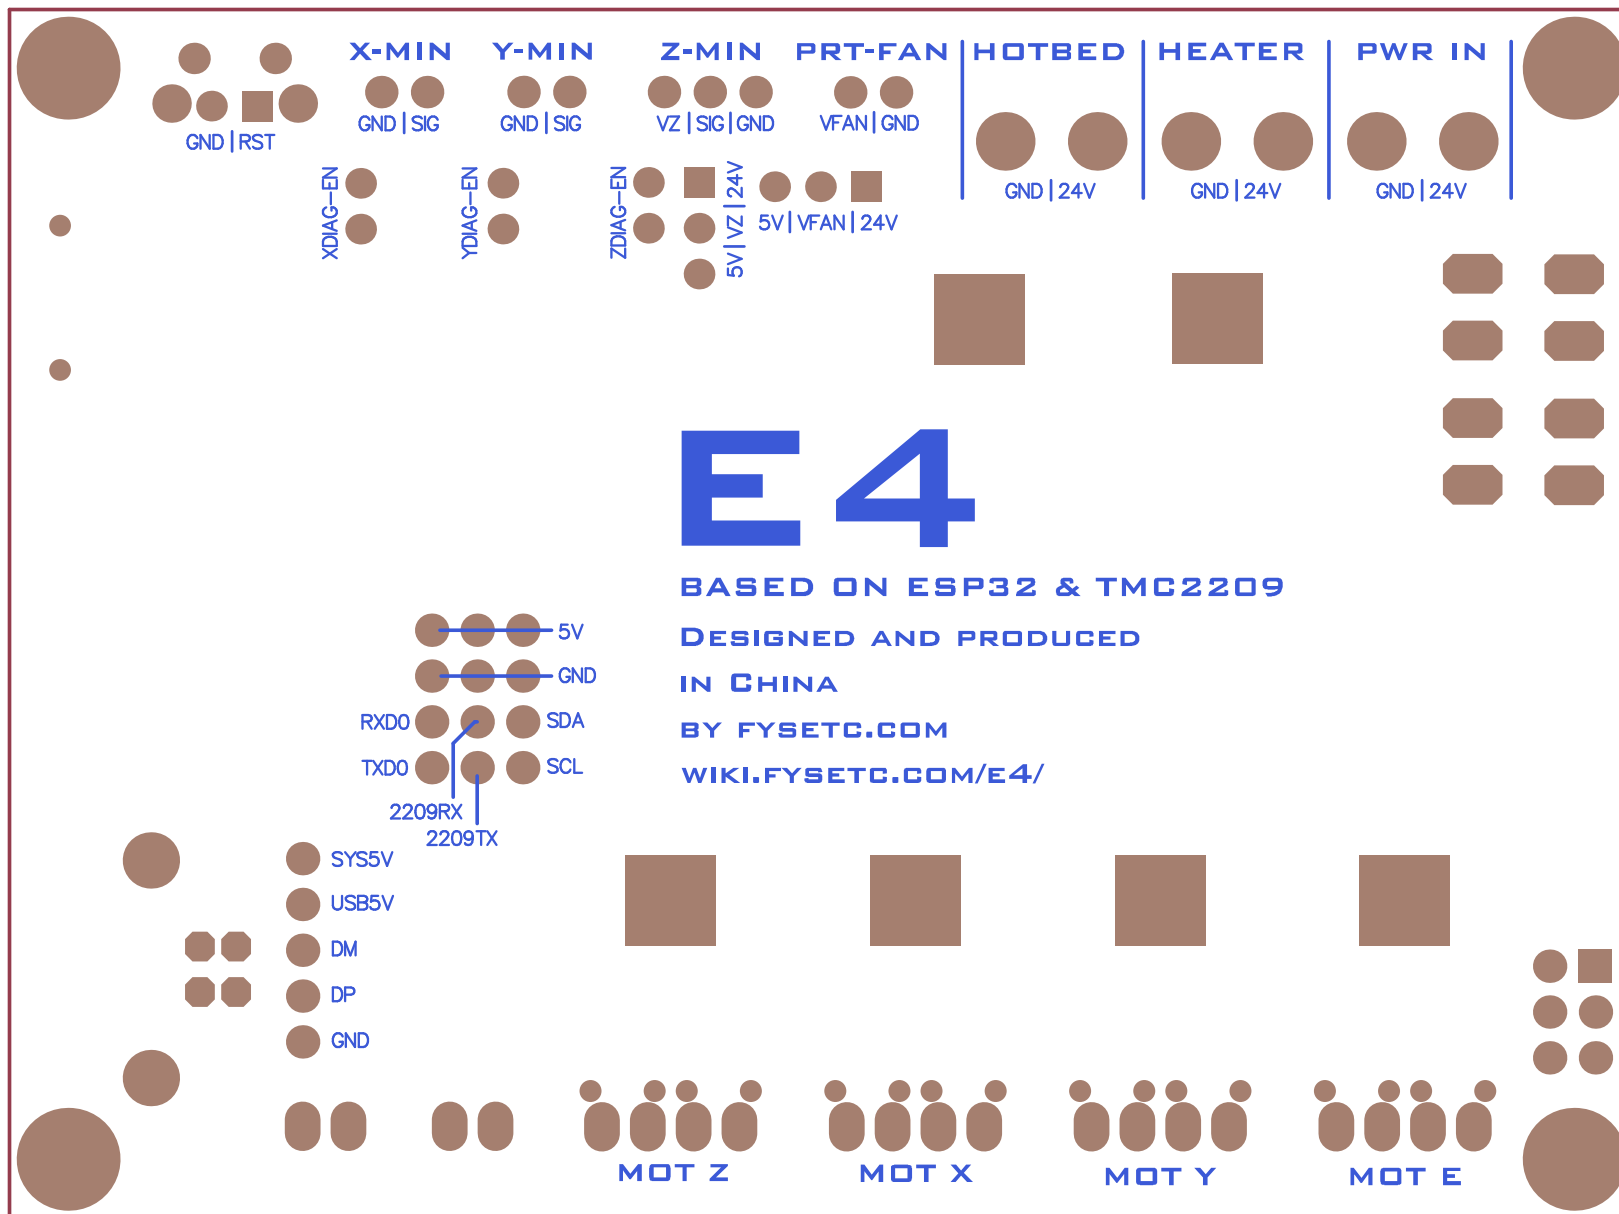 X-MIN Y-MIN Z-MIN PRT-FAN HOTBED HEATER PWR IN
GND|RST
GND|SIG
GND|SIG
VZ|SIG|GND
VFAN|GND
GND|24V
GND|24V
GND|24V
XDIAG-EN
YDIAG-EN
ZDIAG-EN
5V|VZ|24V
5V|VFAN|24V
E4
BASED ON ESP32 & TMC2209
DESIGNED AND PRODUCED
IN CHINA
BY FYSETC.COM
WIKI.FYSETC.COM/E4/
5V
GND
RXD0 SDA
TXD0 SCL
2209RX
2209TX
SYS5V
USB5V
DM
DP
GND
MOT Z MOT X MOT Y MOT E